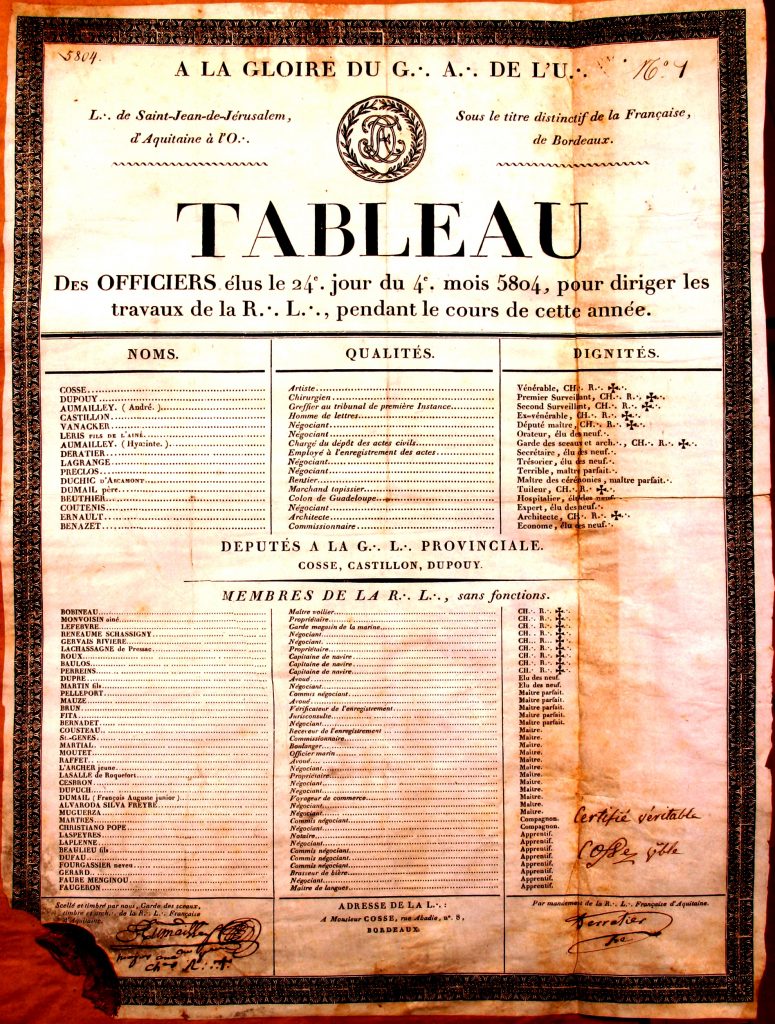 5804.
A LA GLOIRE DU G∴ A∴ DE L'U∴
N.º 1
L∴ de Saint-Jean-de-Jérusalem,
d'Aquitaine à l'O∴
Sous le titre distinctif de la Française,
de Bordeaux.
TABLEAU
DES OFFICIERS élus le 24e. jour du 4e. mois 5804, pour diriger les
travaux de la R∴ L∴, pendant le cours de cette année.
NOMS. QUALITÉS. DIGNITÉS.
COSSE Artiste Vénérable, CH∴ R∴ ✠∴
DUPOUY Chirurgien Premier Surveillant, CH∴ R∴ ✠∴
AUMAILLEY. (André.) Greffier au tribunal de première Instance Second Surveillant, CH∴ R∴ ✠∴
CASTILLON Homme de lettres Ex-vénérable, CH∴ R∴ ✠∴
VANACKER Négociant Député maître, CH∴ R∴ ✠∴
LERIS FILS DE L'AINÉ Négociant Orateur, élu des neuf∴
AUMAILLEY. (Hyacinte.) Chargé du dépôt des actes civils Garde des sceaux et arch∴, CH∴ R∴ ✠∴
DERATIER Employé à l'enregistrement des actes Secrétaire, élu des neuf∴
LAGRANGE Négociant Trésorier, élu des neuf∴
PRECLOS Négociant Terrible, maître parfait∴
DUCHIC D'ARCAMONT Rentier Maître des cérémonies, maître parfait∴
DUMAIL père Marchand tapissier Tuileur, CH∴ R∴ ✠∴
BEUTHIER Colon de Guadeloupe Hospitalier, élu des neuf∴
COUTENIS Négociant Expert, élu des neuf∴
ERNAULT Architecte Architecte, CH∴ R∴ ✠∴
BENAZET Commissionnaire Econome, élu des neuf∴
DEPUTÉS A LA G∴ L∴ PROVINCIALE.
COSSE, CASTILLON, DUPOUY.
MEMBRES DE LA R∴ L∴, sans fonctions.
BOBINEAU Maître voilier CH∴ R∴ ✠∴
MONVOISIN ainé Propriétaire CH∴ R∴ ✠∴
LEFEBVRE Garde magasin de la marine CH∴ R∴ ✠∴
RENEAUME SCHASSIGNY Négociant CH∴ R∴ ✠∴
GERVAIS RIVIERE Négociant CH∴ R∴ ✠∴
LACHASSAGNE de Pressac Propriétaire CH∴ R∴ ✠∴
ROUX Capitaine de navire CH∴ R∴ ✠∴
BAULOS Capitaine de navire CH∴ R∴ ✠∴
PERREINS Capitaine de navire CH∴ R∴ ✠∴
DUPRE Avoué Elu des neuf.
MARTIN fils Négociant Elu des neuf.
PELLEPORT Commis négociant Maître parfait.
MAUZE Avoué Maître parfait.
BRUN Vérificateur de l'enregistrement Maître parfait.
FITA Jurisconsulte Maître parfait.
BERNADET Négociant Maître parfait.
COUSTEAU Receveur de l'enregistrement Maître.
St-GENES Commissionnaire Maître.
MARTIAL Boulanger Maître.
MOUTET Officier marin Maître.
RAFFET Avoué Maître.
L'ARCHER jeune Négociant Maître.
LASALLE de Roquefort Propriétaire Maître.
CESBRON Négociant Maître.
DUPUCH Négociant Maître.
DUMAIL (François Auguste junior) Voyageur de commerce Maître.
ALVARODA SILVA FREYRE Négociant Maître.
MUGUERZA Négociant Maître.
MARTRES Commis négociant Compagnon.
CHRISTIANO POPE Négociant Compagnon.
LASPEYRES Notaire Apprentif.
LAPLENNE Négociant Apprentif.
BEAULIEU fils Commis négociant Apprentif.
DUFAU Commis négociant Apprentif.
FOURGASSIER neveu Commis négociant Apprentif.
GERARD Brasseur de bière Apprentif.
FAURE MENGINOU Négociant Apprentif.
FAUGERON Maître de langues Apprentif.
Certifié véritable
Cosse
Scellé et timbré par nous, Garde des sceaux,
timbre et arch∴ de la R∴ L∴ Française
d'Aquitaine.
Aumailley
ADRESSE DE LA L∴:
A Monsieur COSSE, rue Abadie, n°. 8,
BORDEAUX.
Par mandement de la R∴ L∴ Française d'Aquitaine.